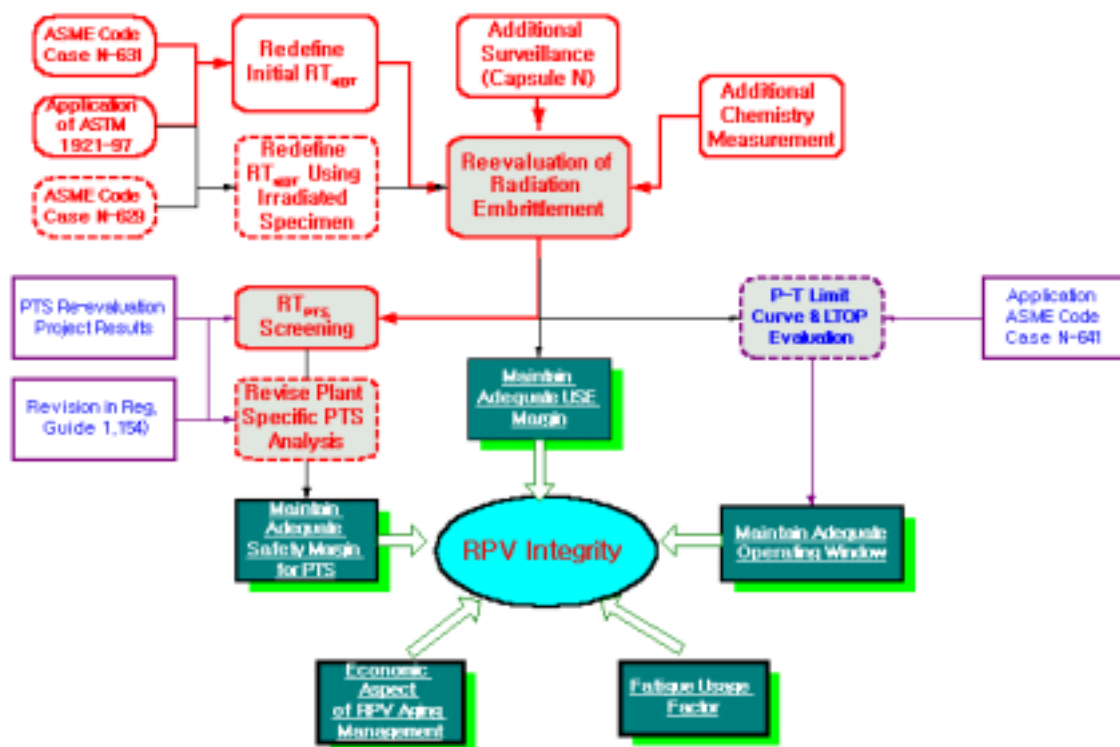 ASME Code
Case N-631
Redefine
Initial RT NDT
Additional
Surveillance
(Capsule N)
Additional
Chemistry
Measurement
Application
of ASTM
1921-97
Redefine
RT NDT Using
Irradiated
Specimen
Reevaluation of
Radiation
Embrittlement
ASME Code
Case N-629
PTS Re-evaluation
Project Results
RT PTS
Screening
P-T Limit
Curve & LTOP
Evaluation
Application
ASME Code
Case N-641
Maintain
Adequate USE
Margin
Revision in Reg,
Guide 1,154)
Revise Plant
Specific PTS
Analysis
Maintain
Adequate
Safety Margin
for PTS
RPV Integrity
Maintain Adequate
Operating Window
Economic
Aspect
of RPV Aging
Management
Fatigue Usage
Factor